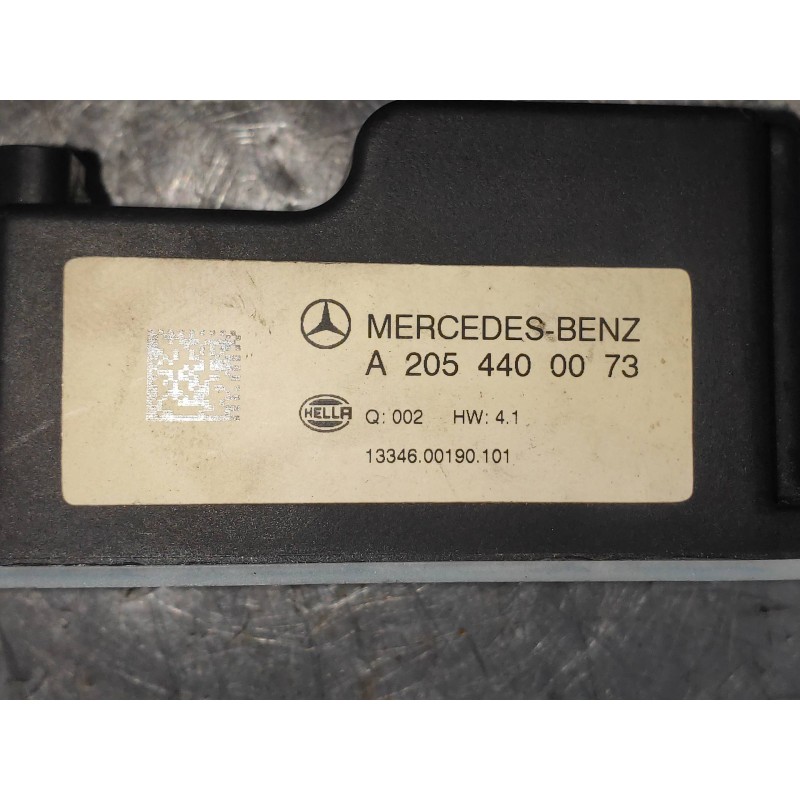 MERCEDES-BENZ
A 205 440 00 73
HELLA Q: 002 HW: 4.1
13346.00190.101